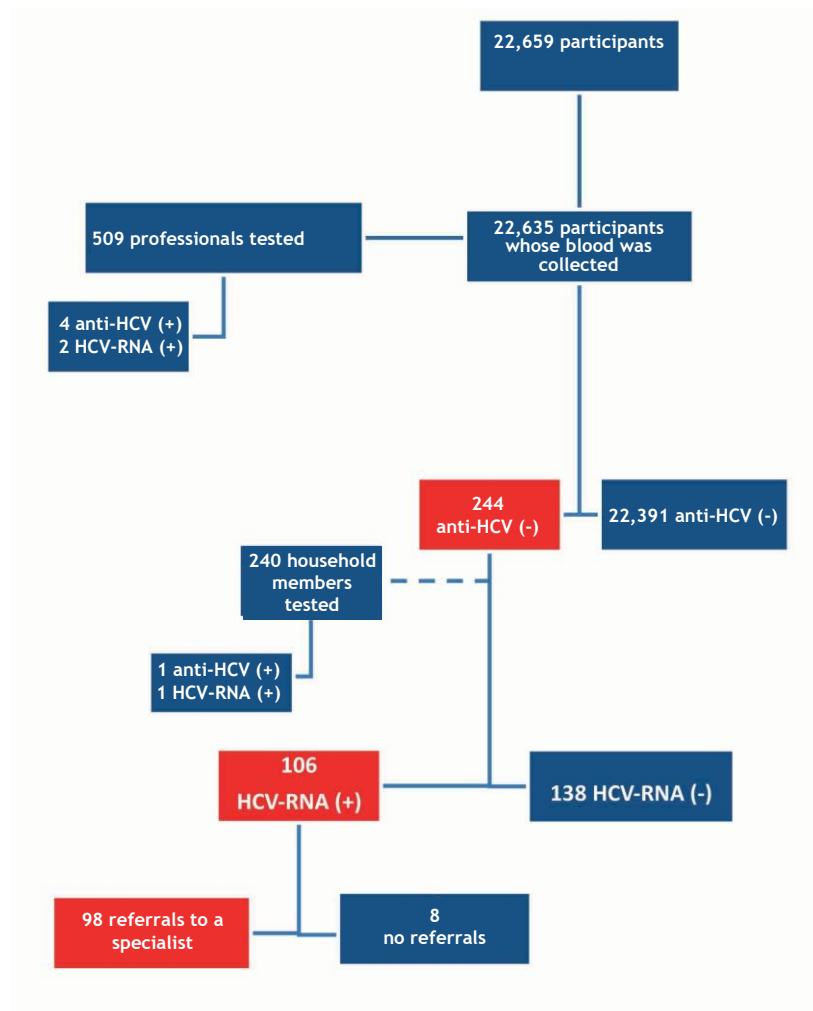 22,659 participants
509 professionals tested
22,635 participants
whose blood was
collected
4 anti-HCV (+)
2 HCV-RNA (+)
244
anti-HCV (-)
22,391 anti-HCV (-)
240 household
members
tested
1 anti-HCV (+)
1 HCV-RNA (+)
106
HCV-RNA (+)
138 HCV-RNA (-)
98 referrals to a
specialist
8
no referrals